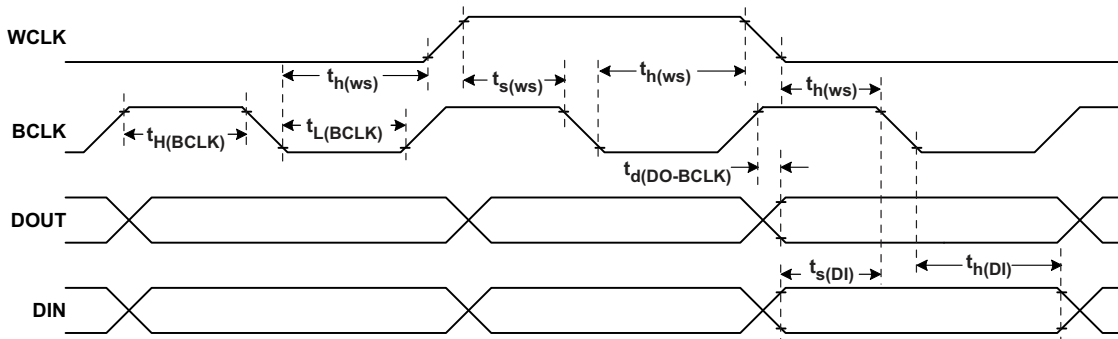 WCLK
t_h(ws)
t_s(ws)
t_h(ws)
t_h(ws)
BCLK
t_H(BCLK)
t_L(BCLK)
t_d(DO-BCLK)
DOUT
t_s(DI)
t_h(DI)
DIN